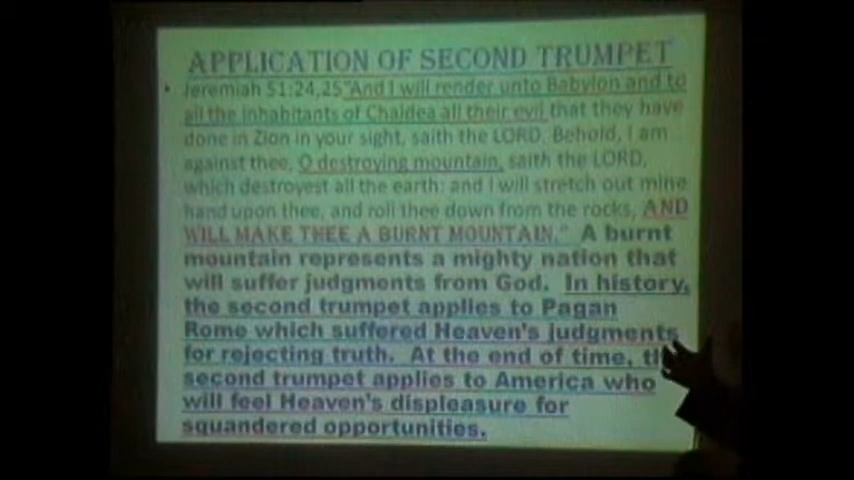 APPLICATION OF SECOND TRUMPET
• Jeremiah 51:24,25"And I will render unto Babylon and to
all the inhabitants of Chaldea all their evil that they have
done in Zion in your sight, saith the LORD. Behold, I am
against thee, O destroying mountain, saith the LORD,
which destroyest all the earth: and I will stretch out mine
hand upon thee, and roll thee down from the rocks, AND
WILL MAKE THEE A BURNT MOUNTAIN." A burnt
mountain represents a mighty nation that
will suffer judgments from God. In history,
the second trumpet applies to Pagan
Rome which suffered Heaven's judgments
for rejecting truth. At the end of time,
second trumpet applies to America who
will feel Heaven's displeasure for
squandered opportunities.